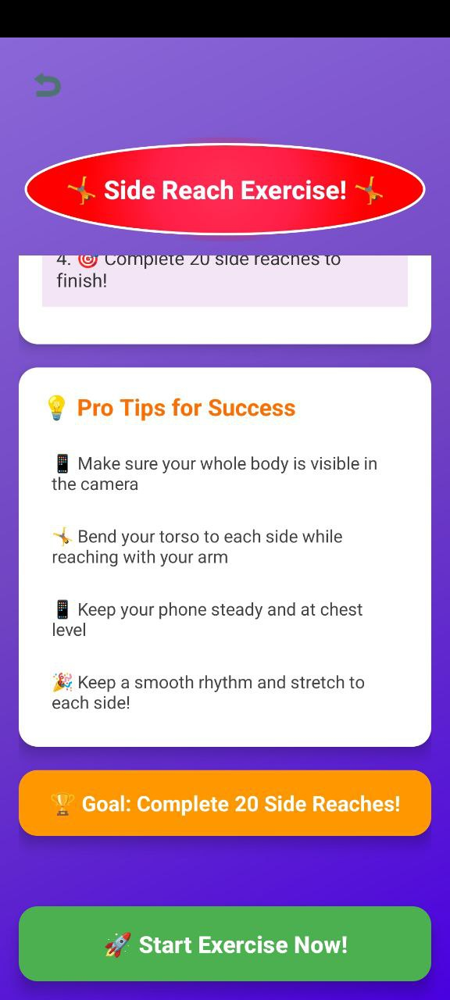 🤸 Side Reach Exercise! 🤸
4. 🎯 Complete 20 side reaches to
finish!
💡 Pro Tips for Success
📱 Make sure your whole body is visible in
the camera
🤸 Bend your torso to each side while
reaching with your arm
📱 Keep your phone steady and at chest
level
🎉 Keep a smooth rhythm and stretch to
each side!
🏆 Goal: Complete 20 Side Reaches!
🚀 Start Exercise Now!